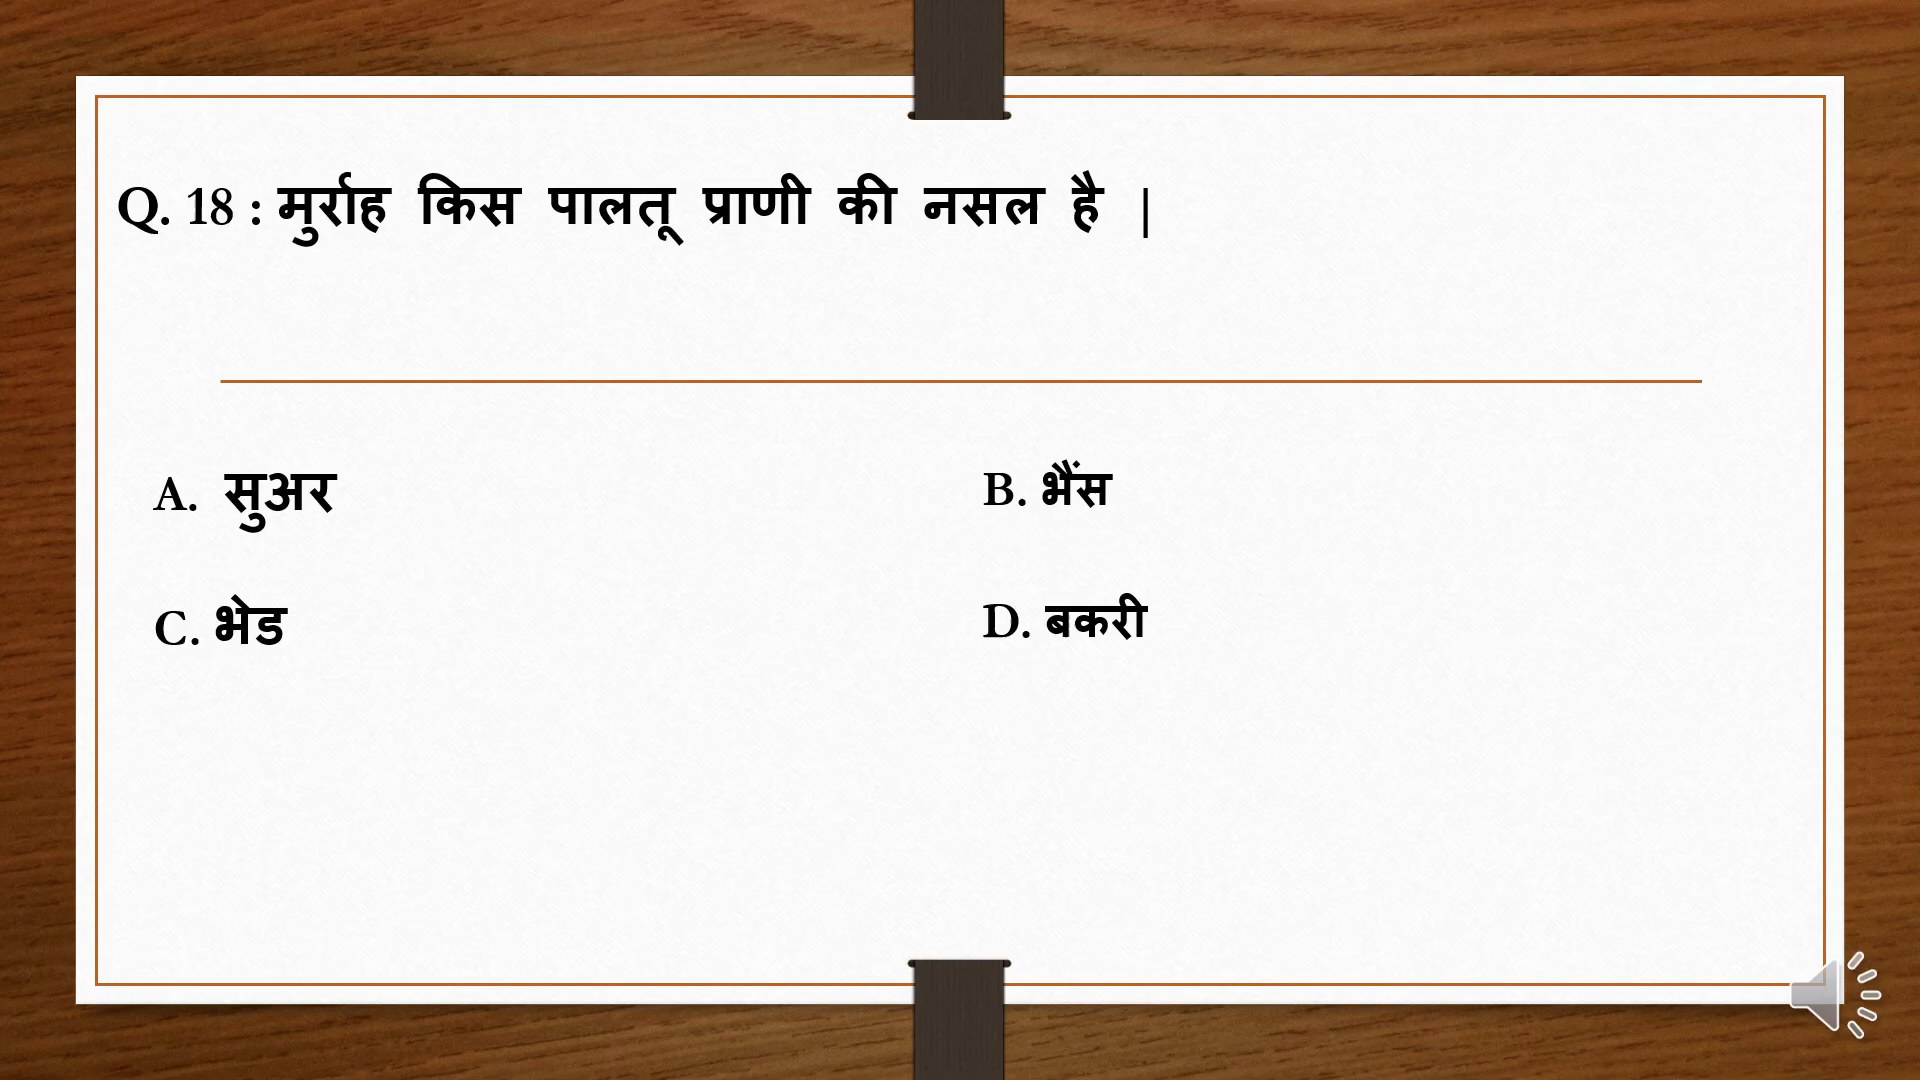 Q. 18 : मुर्राह किस पालतू प्राणी की नसल है |
A. सुअर
B. भैंस
C. भेड
D. बकरी